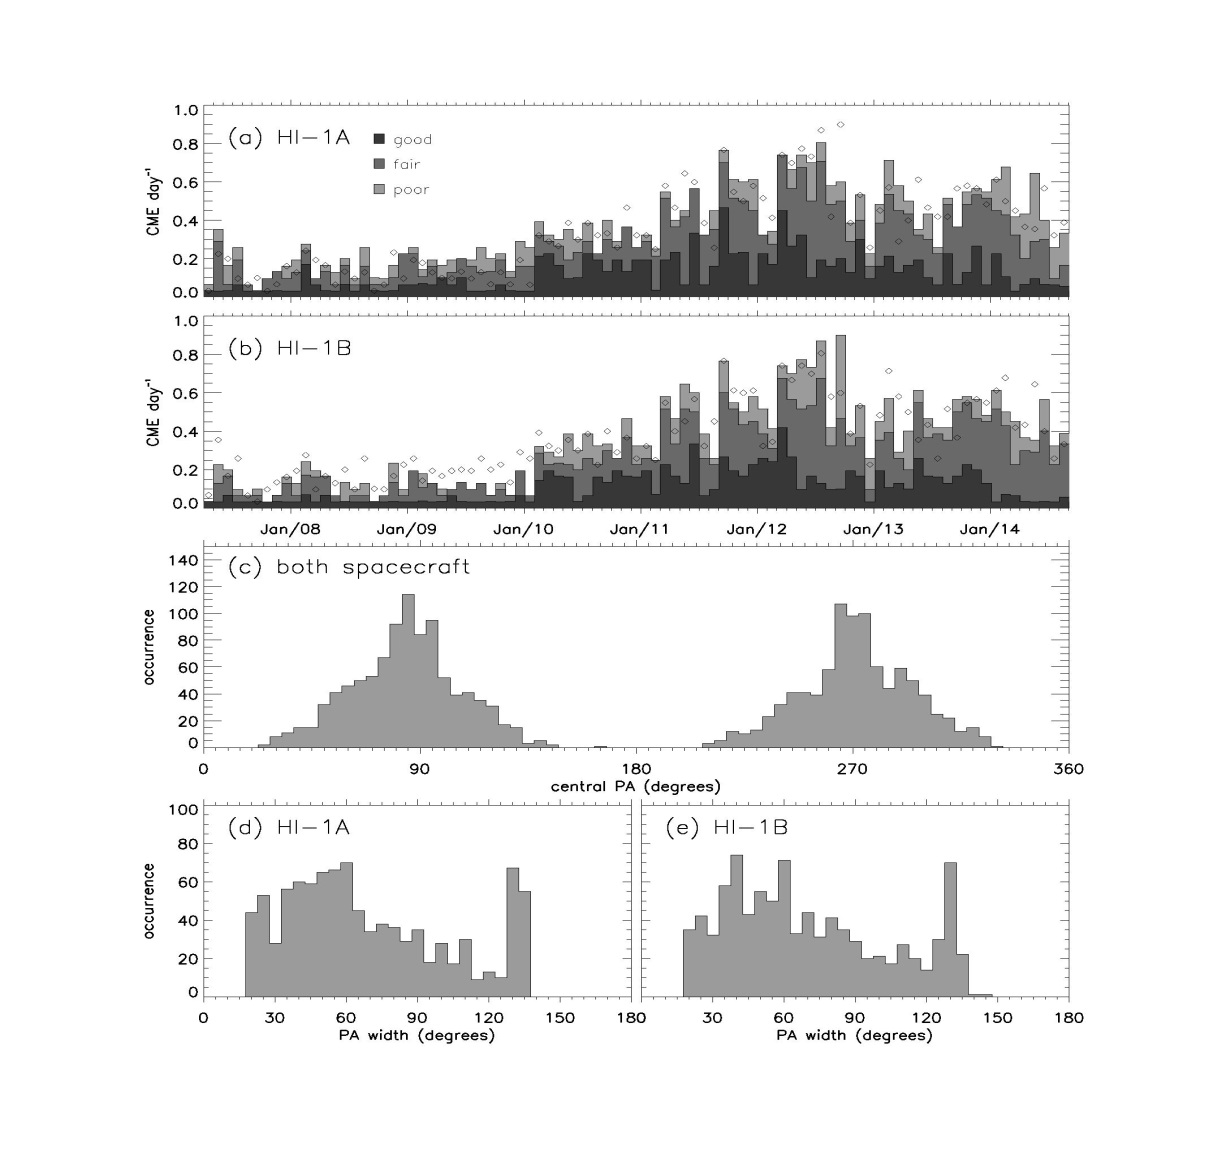 (a) HI-1A
good
fair
poor
CME day⁻¹
1.0
0.8
0.6
0.4
0.2
0.0
(b) HI-1B
CME day⁻¹
1.0
0.8
0.6
0.4
0.2
0.0
Jan/08 Jan/09 Jan/10 Jan/11 Jan/12 Jan/13 Jan/14
(c) both spacecraft
occurrence
140
120
100
80
60
40
20
0
0 90 180 270 360
central PA (degrees)
(d) HI-1A
occurrence
100
80
60
40
20
0
0 30 60 90 120 150 180
PA width (degrees)
(e) HI-1B
30 60 90 120 150 180
PA width (degrees)